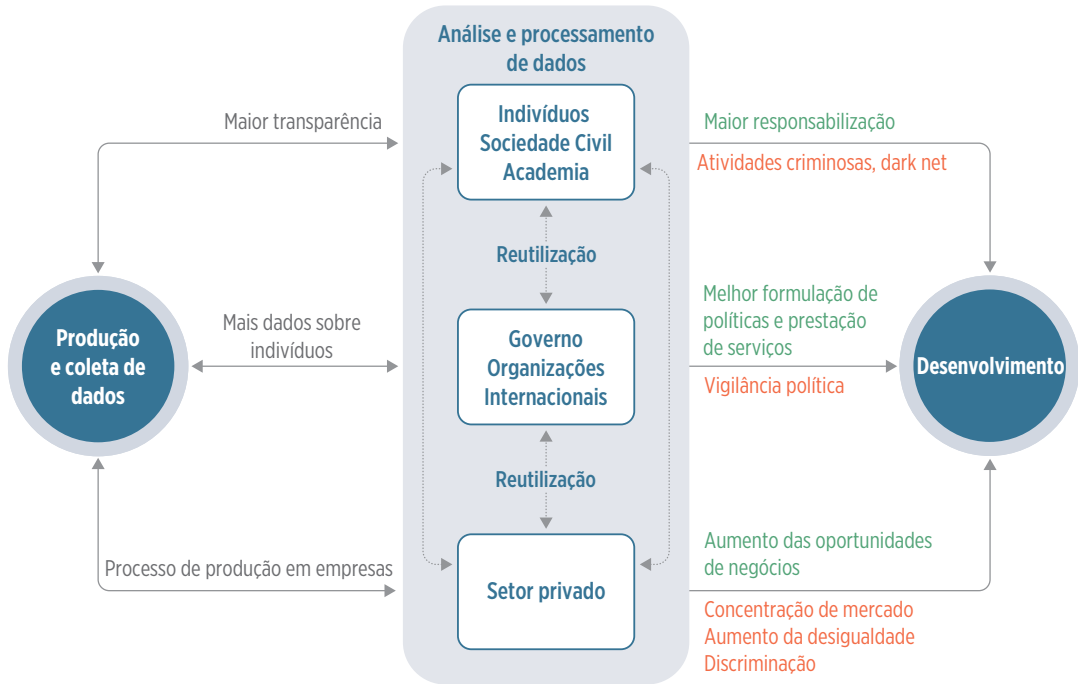 Análise e processamento
de dados
Maior transparência
Indivíduos
Sociedade Civil
Academia
Maior responsabilização
Atividades criminosas, dark net
Reutilização
Produção
e coleta de
dados
Mais dados sobre
indivíduos
Governo
Organizações
Internacionais
Melhor formulação de
políticas e prestação
de serviços
Vigilância política
Desenvolvimento
Reutilização
Processo de produção em empresas
Setor privado
Aumento das oportunidades
de negócios
Concentração de mercado
Aumento da desigualdade
Discriminação